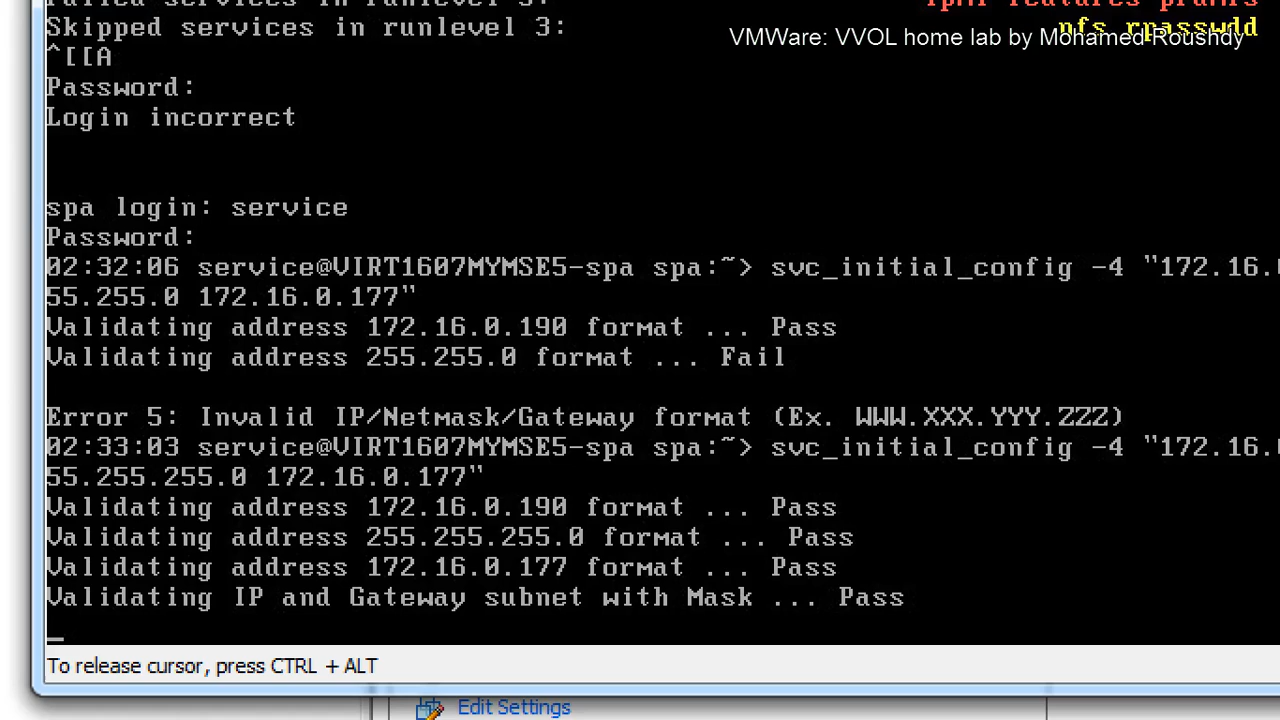 Failed services in runlevel 3:
Skipped services in runlevel 3: nfs rpasswdd
VMWare: VVOL home lab by Mohamed Roushdy
^[[A
Password:
Login incorrect
spa login: service
Password:
02:32:06 service@VIRT1607MYMSE5-spa spa:~> svc_initial_config -4 "172.16.
55.255.0 172.16.0.177"
Validating address 172.16.0.190 format ... Pass
Validating address 255.255.0 format ... Fail
Error 5: Invalid IP/Netmask/Gateway format (Ex. WWW.XXX.YYY.ZZZ)
02:33:03 service@VIRT1607MYMSE5-spa spa:~> svc_initial_config -4 "172.16.
55.255.255.0 172.16.0.177"
Validating address 172.16.0.190 format ... Pass
Validating address 255.255.255.0 format ... Pass
Validating address 172.16.0.177 format ... Pass
Validating IP and Gateway subnet with Mask ... Pass
To release cursor, press CTRL + ALT
Edit Settings